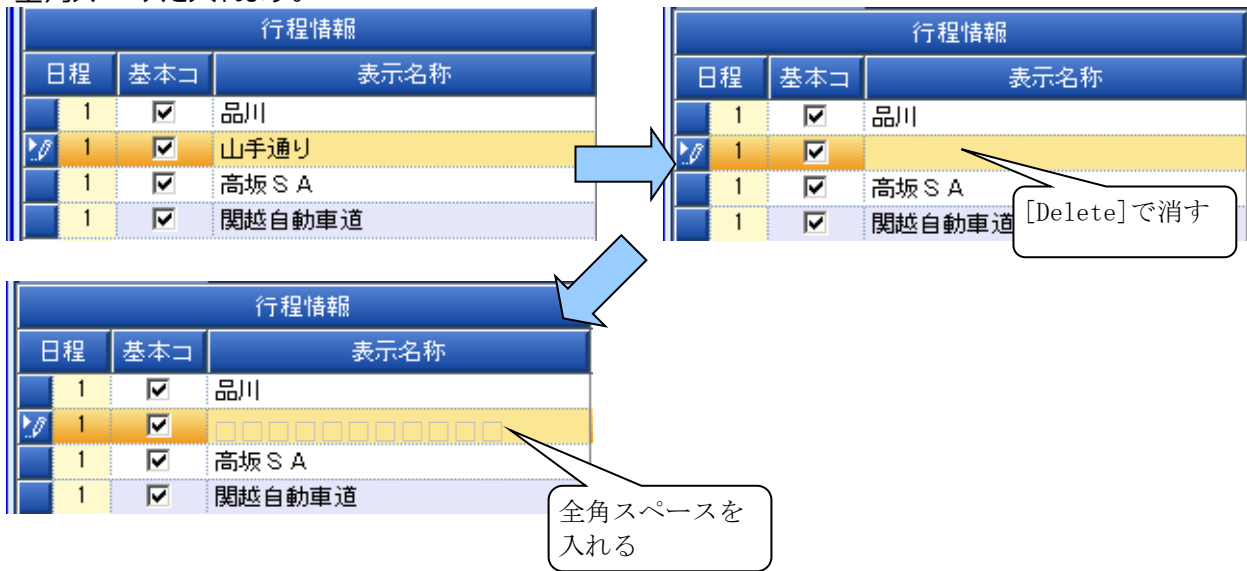 行程情報
日程 基本コ 表示名称
1 品川
1 山手通り
1 高坂ＳＡ
1 関越自動車道
行程情報
日程 基本コ 表示名称
1 品川
1
1 高坂ＳＡ
1 関越自動車道
[Delete]で消す
行程情報
日程 基本コ 表示名称
1 品川
1 □□□□□□□□□□□
1 高坂ＳＡ
1 関越自動車道
全角スペースを
入れる